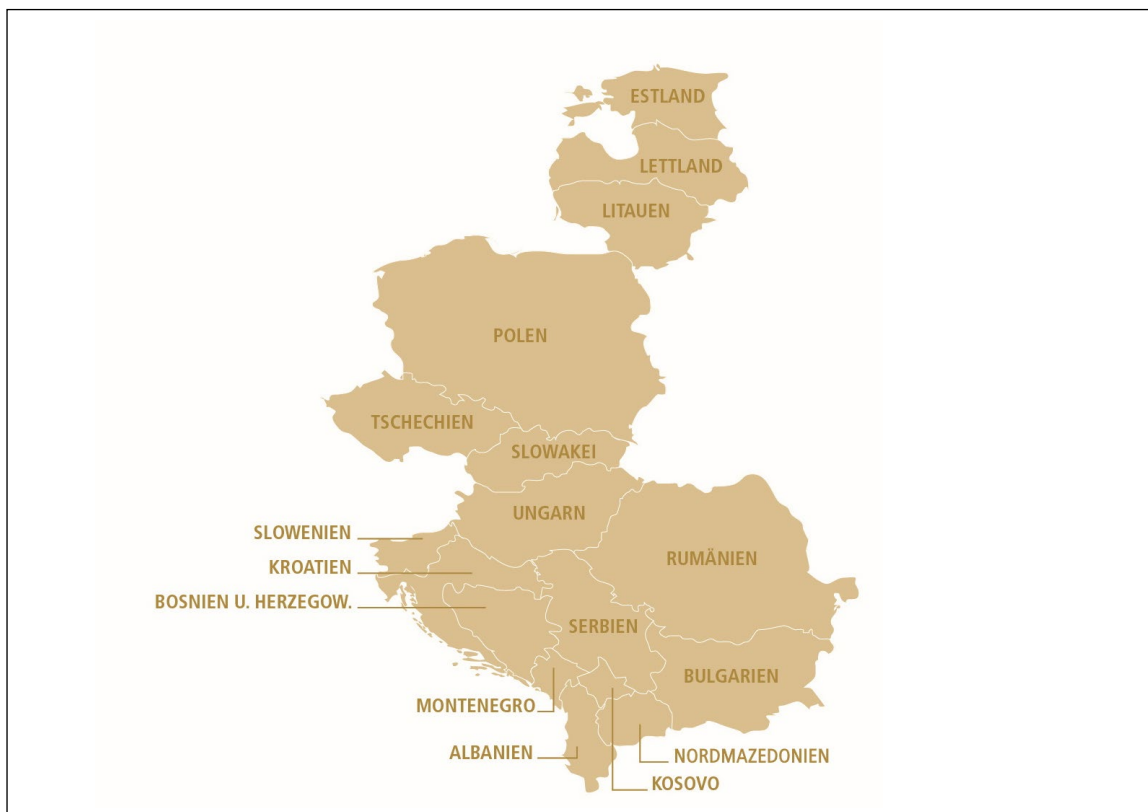 ESTLAND
LETTLAND
LITAUEN
POLEN
TSCHECHIEN
SLOWAKEI
UNGARN
SLOWENIEN
RUMÄNIEN
KROATIEN
BOSNIEN U. HERZEGOW.
SERBIEN
BULGARIEN
MONTENEGRO
ALBANIEN
NORDMAZEDONIEN
KOSOVO